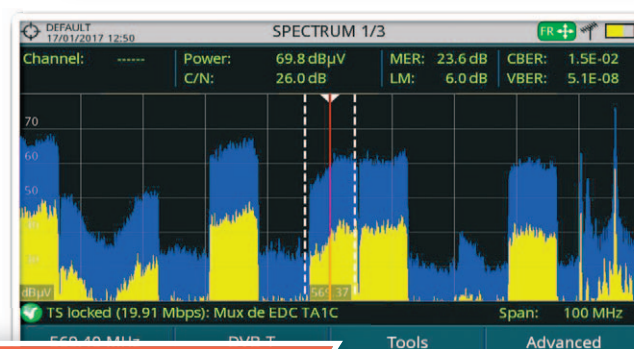 DEFAULT
17/01/2017 12:50
SPECTRUM 1/3
FR
Channel: ------ Power: 69.8 dBµV MER: 23.6 dB CBER: 1.5E-02
C/N: 26.0 dB LM: 6.0 dB VBER: 5.1E-08
70
60
50
dBµV
TS locked (19.91 Mbps): Mux de EDC TA1C Span: 100 MHz
Tools Advanced